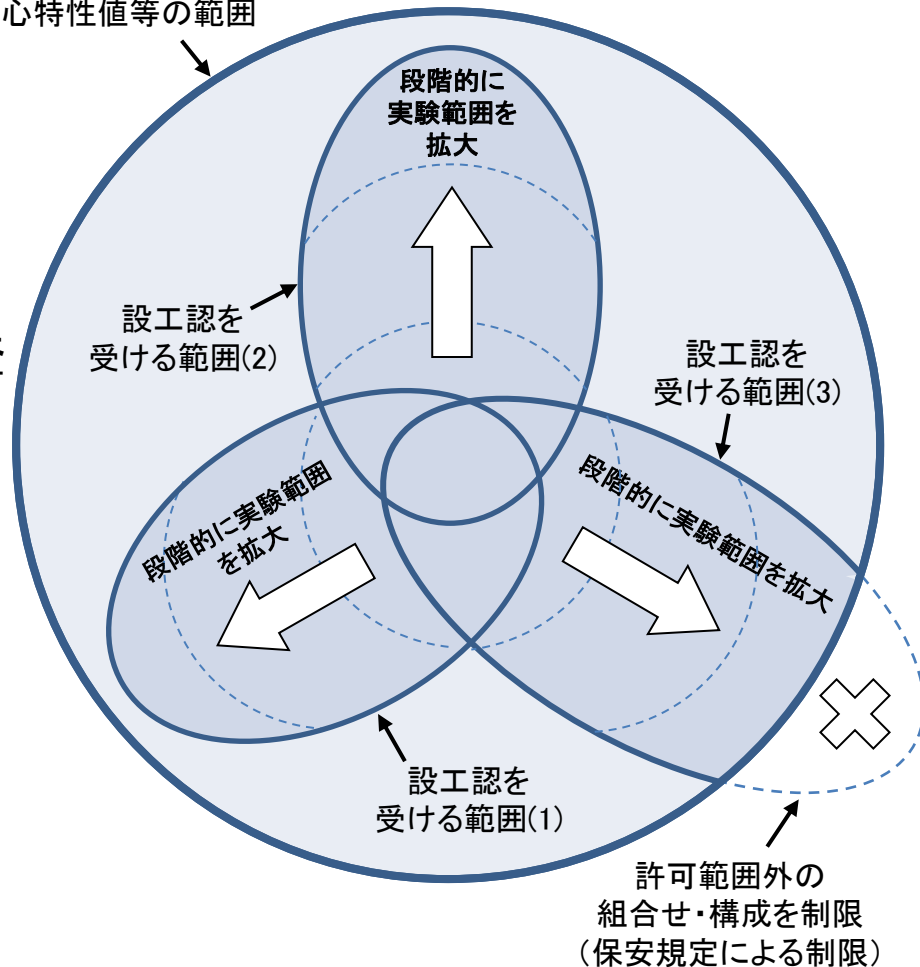 心特性値等の範囲
段階的に
実験範囲を
拡大
設工認を
受ける範囲(2)
設工認を
受ける範囲(3)
段階的に実験範囲
を拡大
段階的に実験範囲を拡大
設工認を
受ける範囲(1)
許可範囲外の
組合せ・構成を制限
(保安規定による制限)